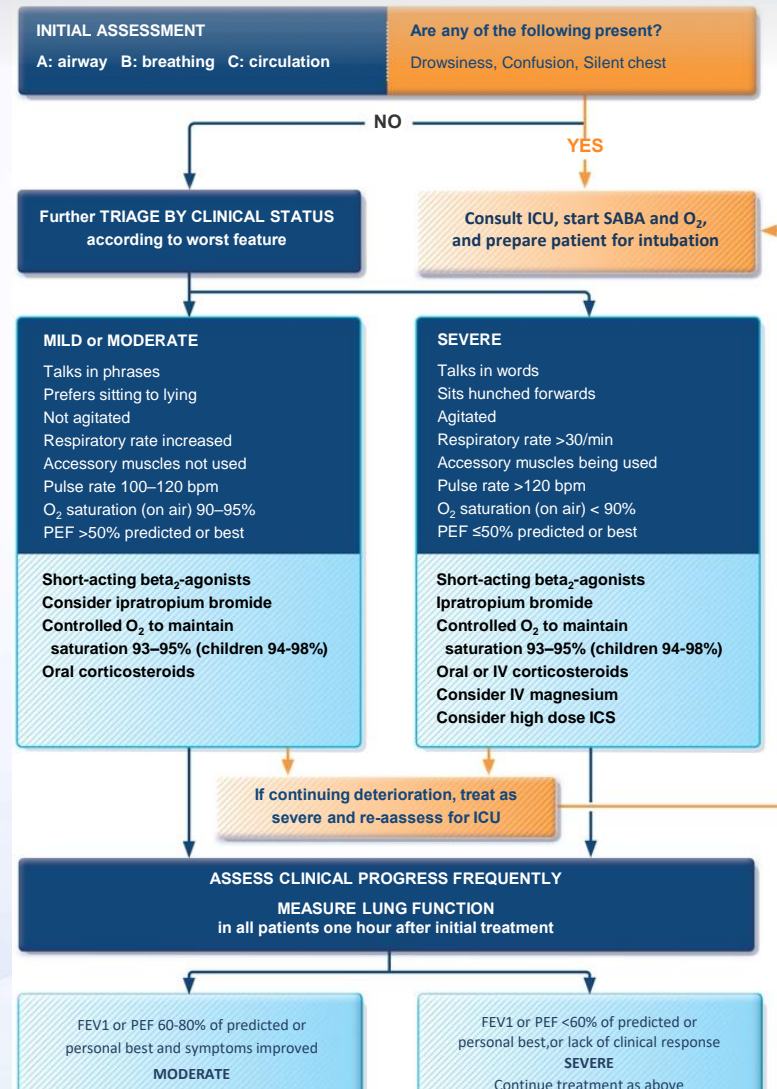 INITIAL ASSESSMENT
A: airway B: breathing C: circulation
Are any of the following present?
Drowsiness, Confusion, Silent chest
NO
YES
Further TRIAGE BY CLINICAL STATUS
according to worst feature
Consult ICU, start SABA and O₂,
and prepare patient for intubation
MILD or MODERATE
Talks in phrases
Prefers sitting to lying
Not agitated
Respiratory rate increased
Accessory muscles not used
Pulse rate 100–120 bpm
O₂ saturation (on air) 90–95%
PEF >50% predicted or best
SEVERE
Talks in words
Sits hunched forwards
Agitated
Respiratory rate >30/min
Accessory muscles being used
Pulse rate >120 bpm
O₂ saturation (on air) < 90%
PEF ≤50% predicted or best
Short-acting beta₂-agonists
Consider ipratropium bromide
Controlled O₂ to maintain
saturation 93–95% (children 94-98%)
Oral corticosteroids
Short-acting beta₂-agonists
Ipratropium bromide
Controlled O₂ to maintain
saturation 93–95% (children 94-98%)
Oral or IV corticosteroids
Consider IV magnesium
Consider high dose ICS
If continuing deterioration, treat as
severe and re-aassess for ICU
ASSESS CLINICAL PROGRESS FREQUENTLY
MEASURE LUNG FUNCTION
in all patients one hour after initial treatment
FEV1 or PEF 60-80% of predicted or
personal best and symptoms improved
MODERATE
FEV1 or PEF <60% of predicted or
personal best,or lack of clinical response
SEVERE
Continue treatment as above